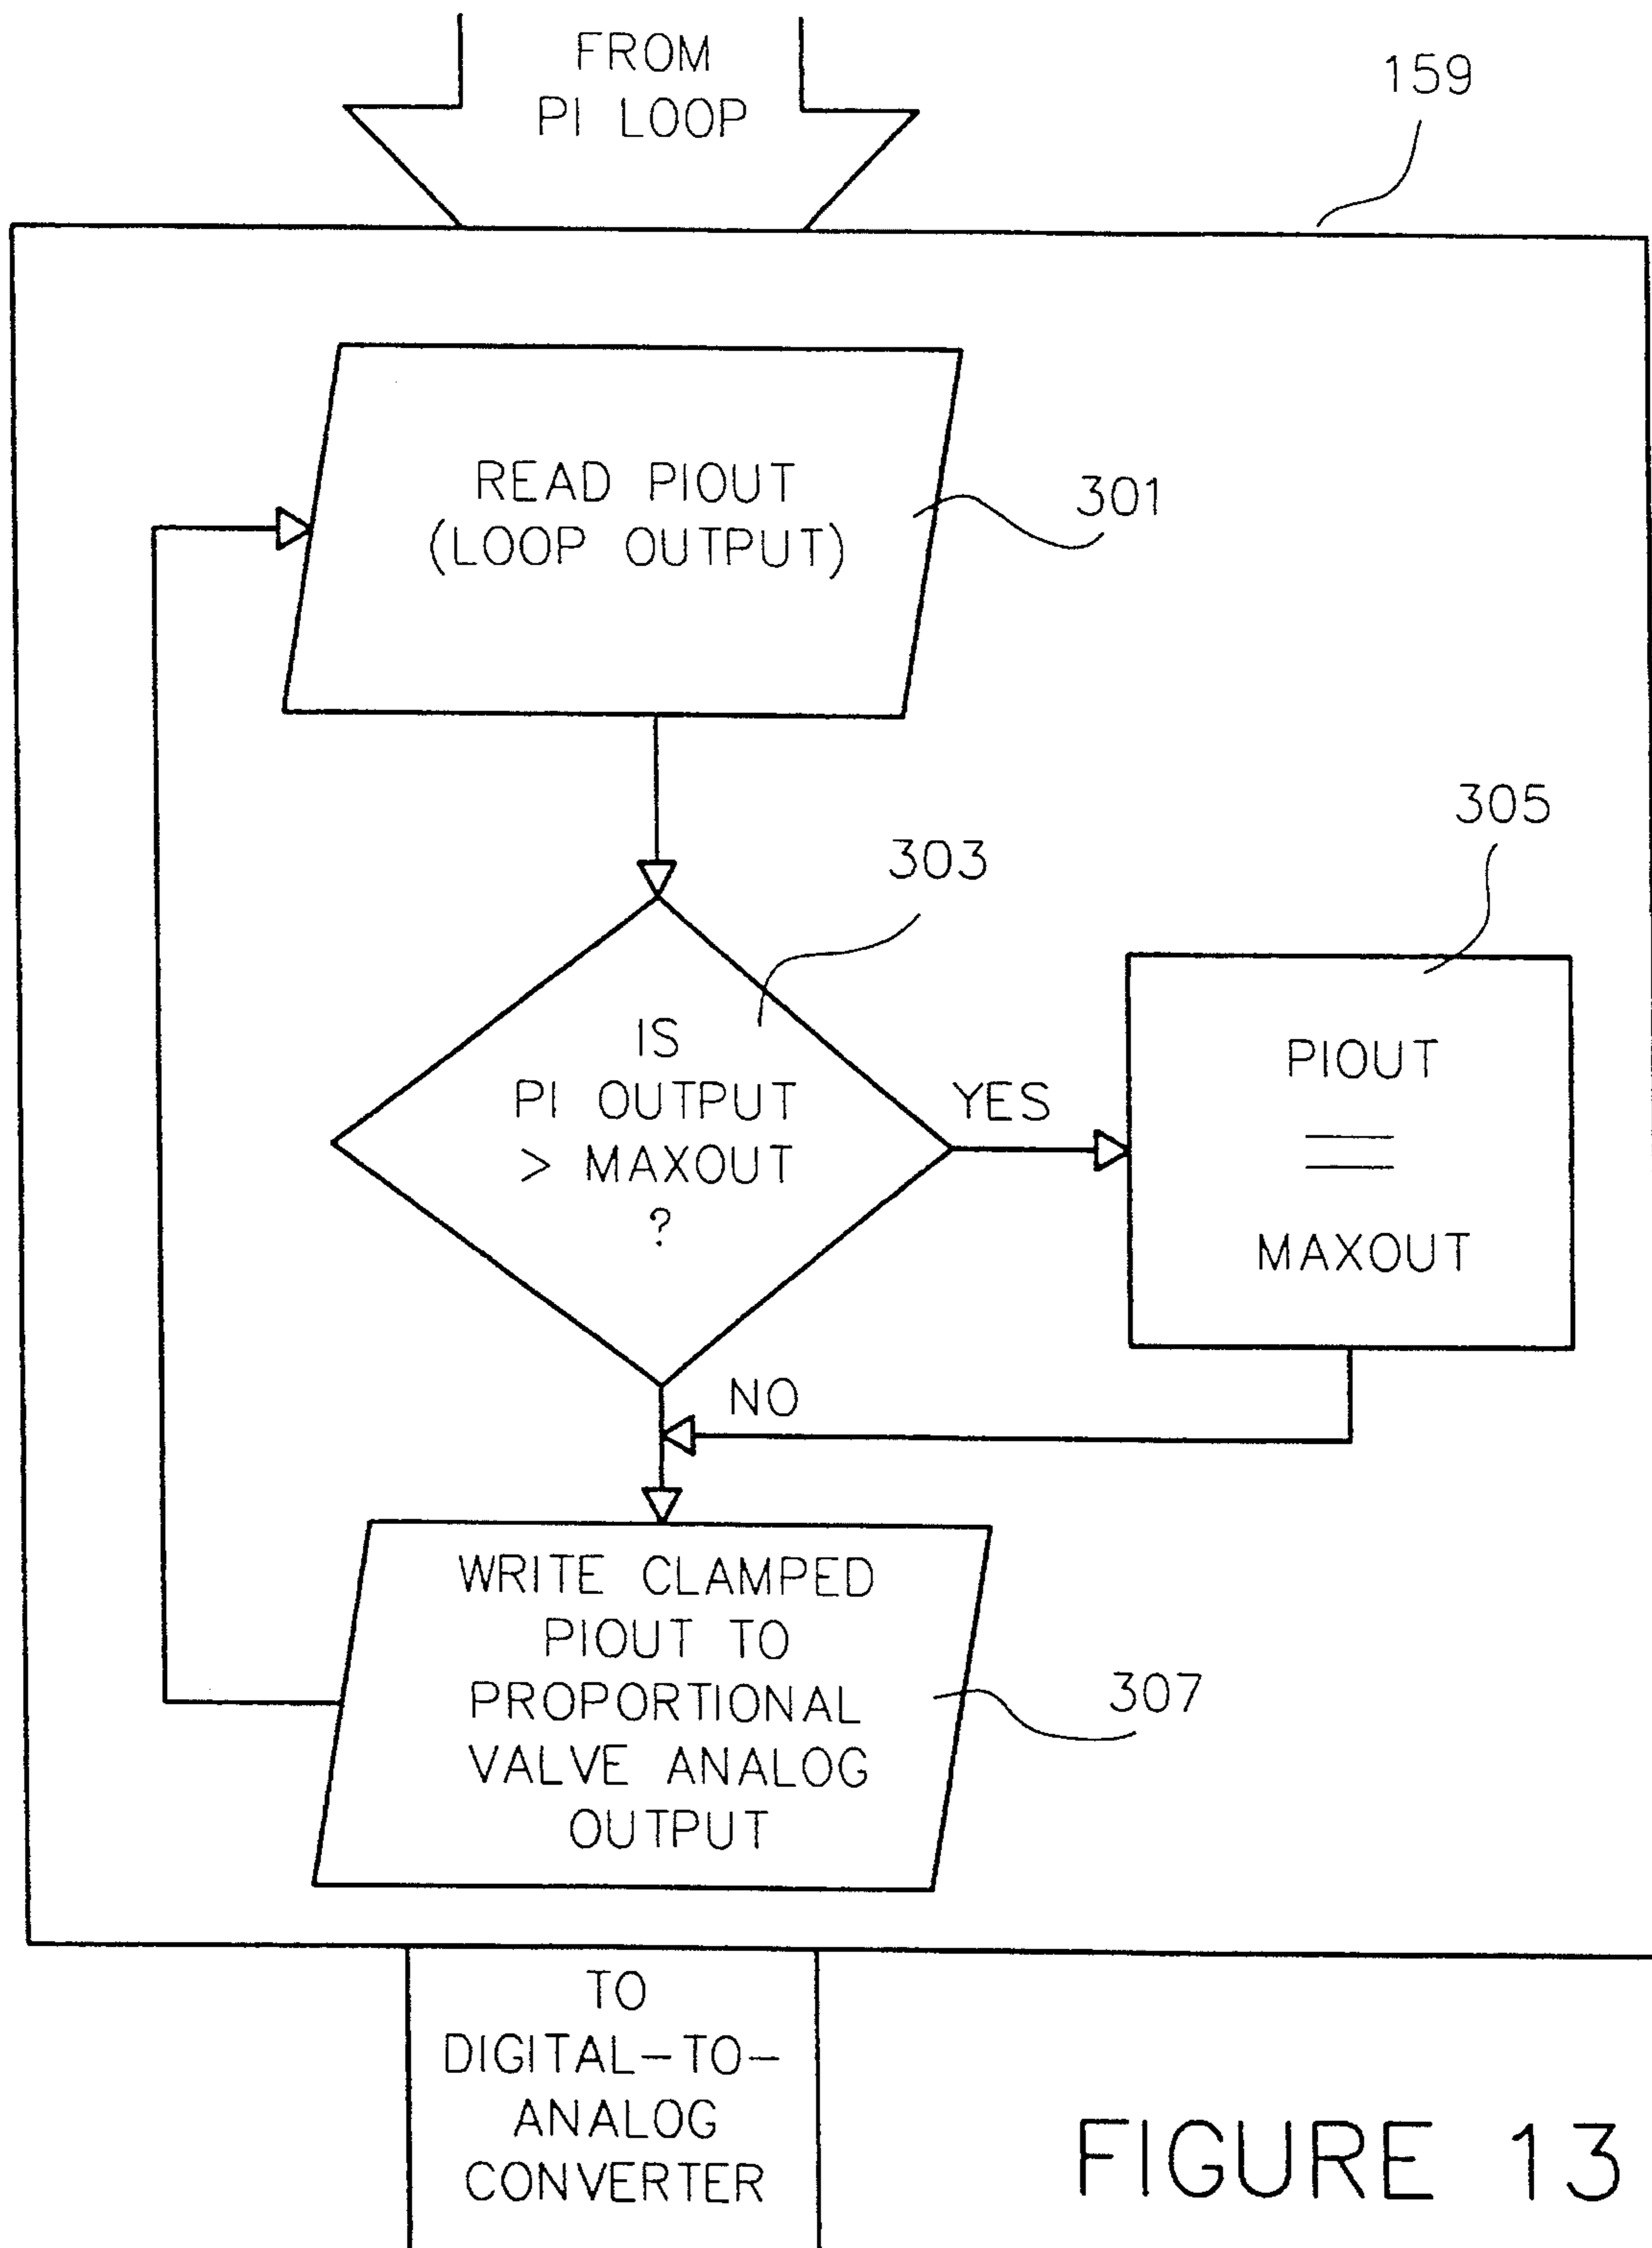 FROM
PI LOOP
159
READ PIOUT
(LOOP OUTPUT)
301
303
IS
PI OUTPUT
> MAXOUT
?
YES
305
PIOUT
=
MAXOUT
NO
WRITE CLAMPED
PIOUT TO
PROPORTIONAL
VALVE ANALOG
OUTPUT
307
TO
DIGITAL-TO-
ANALOG
CONVERTER
FIGURE 13